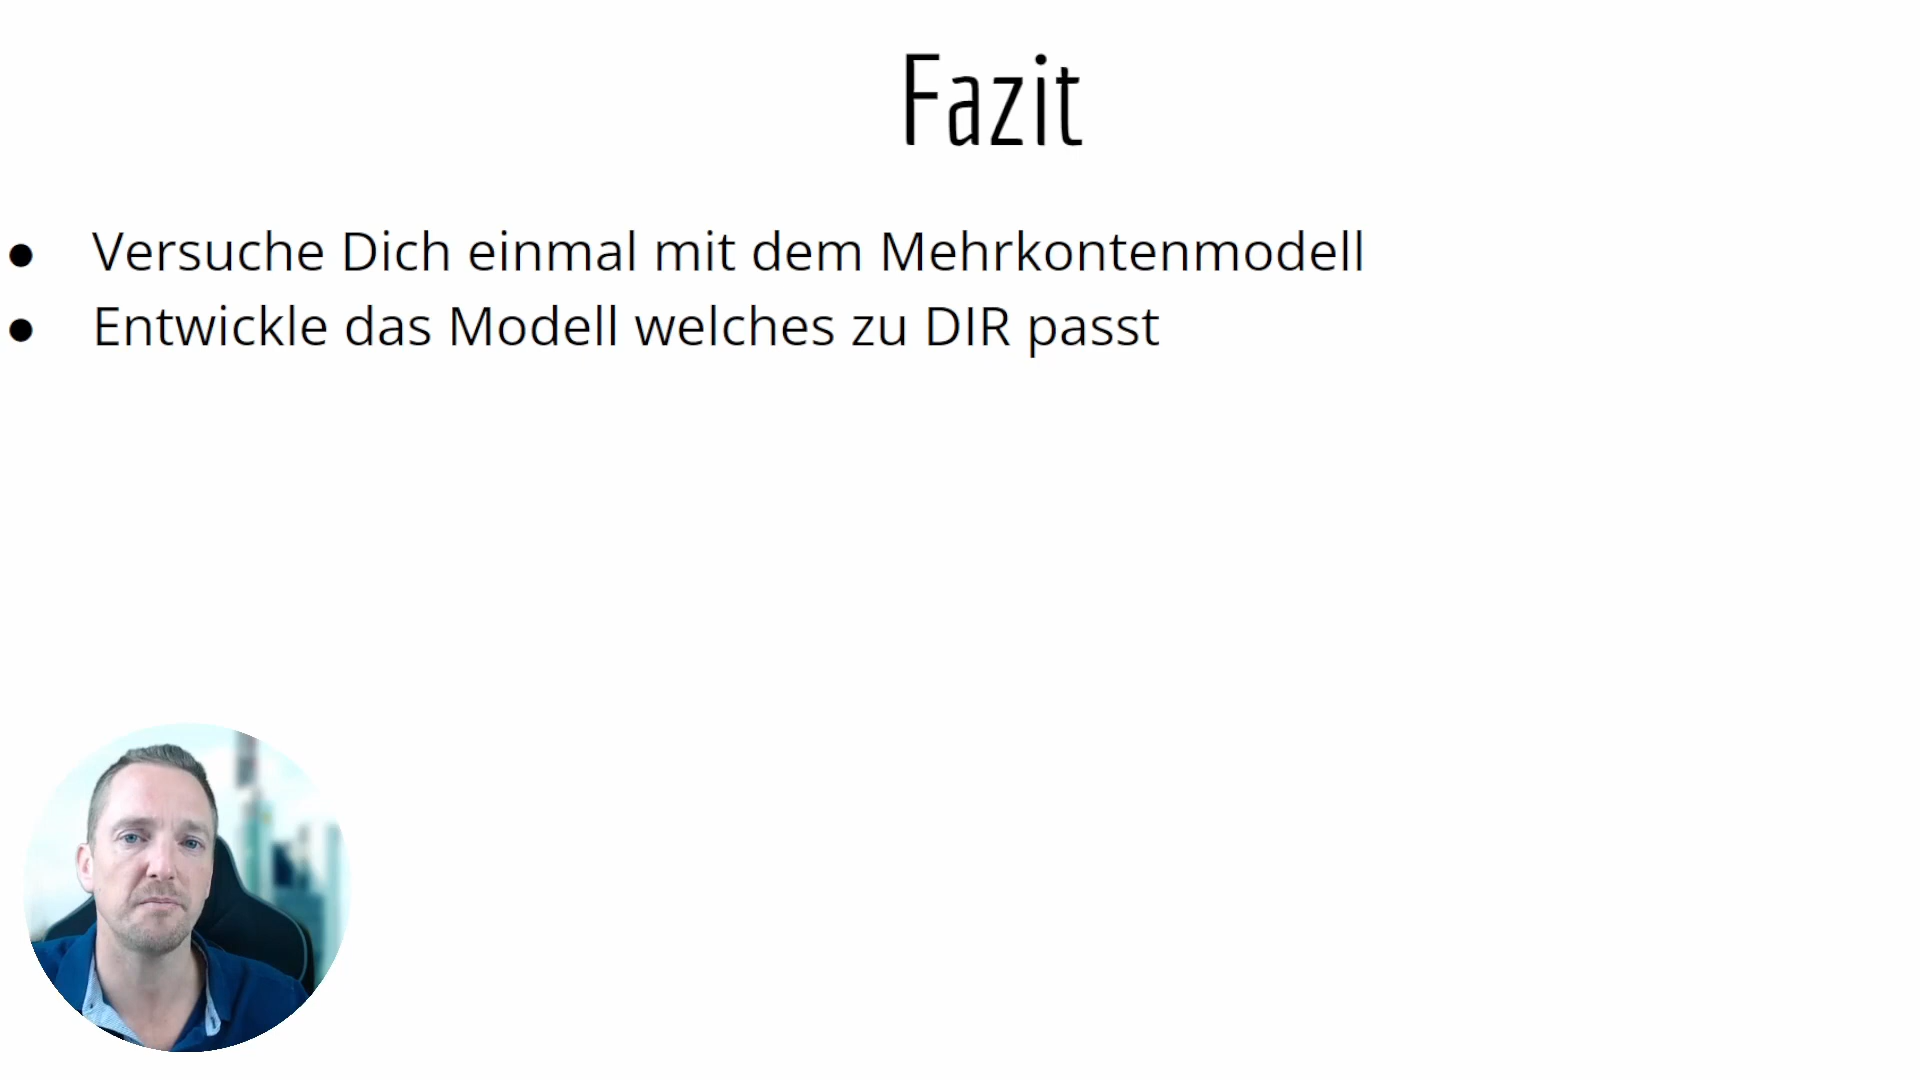 Fazit
● Versuche Dich einmal mit dem Mehrkontenmodell
● Entwickle das Modell welches zu DIR passt